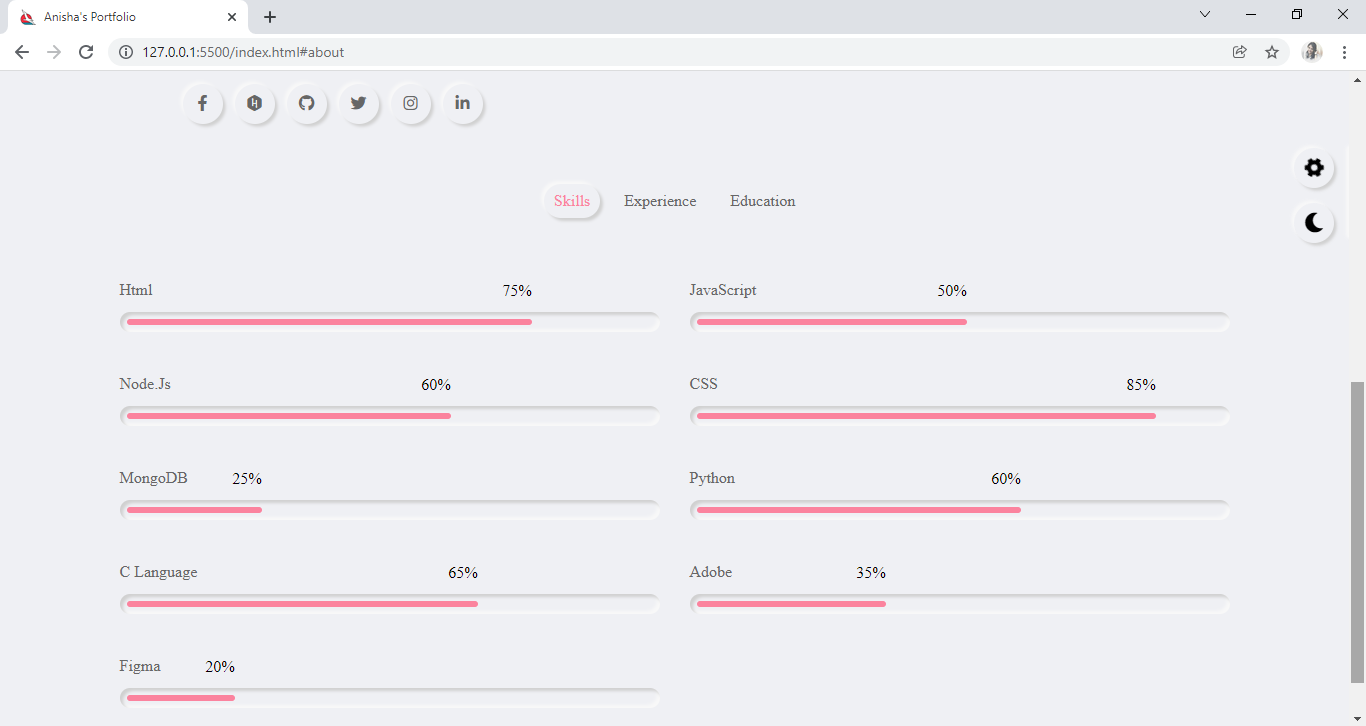 Anisha's Portfolio
127.0.0.1:5500/index.html#about
Skills Experience Education
Html 75% JavaScript 50%
Node.Js 60% CSS 85%
MongoDB 25% Python 60%
C Language 65% Adobe 35%
Figma 20%